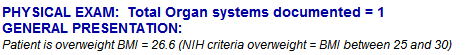 PHYSICAL EXAM:  Total Organ systems documented = 1
GENERAL PRESENTATION:
Patient is overweight BMI = 26.6 (NIH criteria overweight = BMI between 25 and 30)